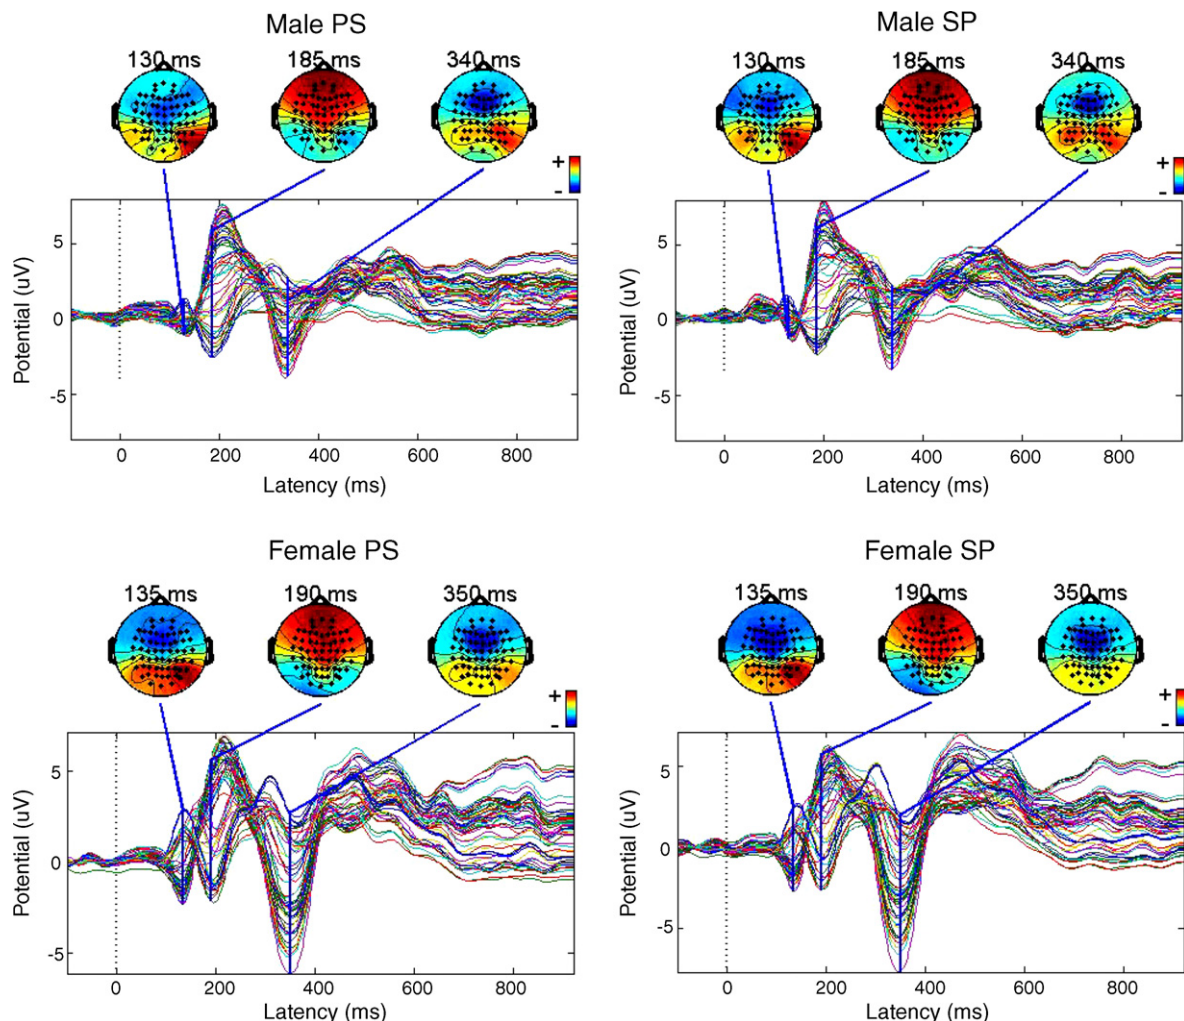 Male PS
130 ms 185 ms 340 ms
+
-
Potential (uV)
5
0
-5
0 200 400 600 800
Latency (ms)
Male SP
130 ms 185 ms 340 ms
+
-
Potential (uV)
5
0
-5
0 200 400 600 800
Latency (ms)
Female PS
135 ms 190 ms 350 ms
+
-
Potential (uV)
5
0
-5
0 200 400 600 800
Latency (ms)
Female SP
135 ms 190 ms 350 ms
+
-
Potential (uV)
5
0
-5
0 200 400 600 800
Latency (ms)